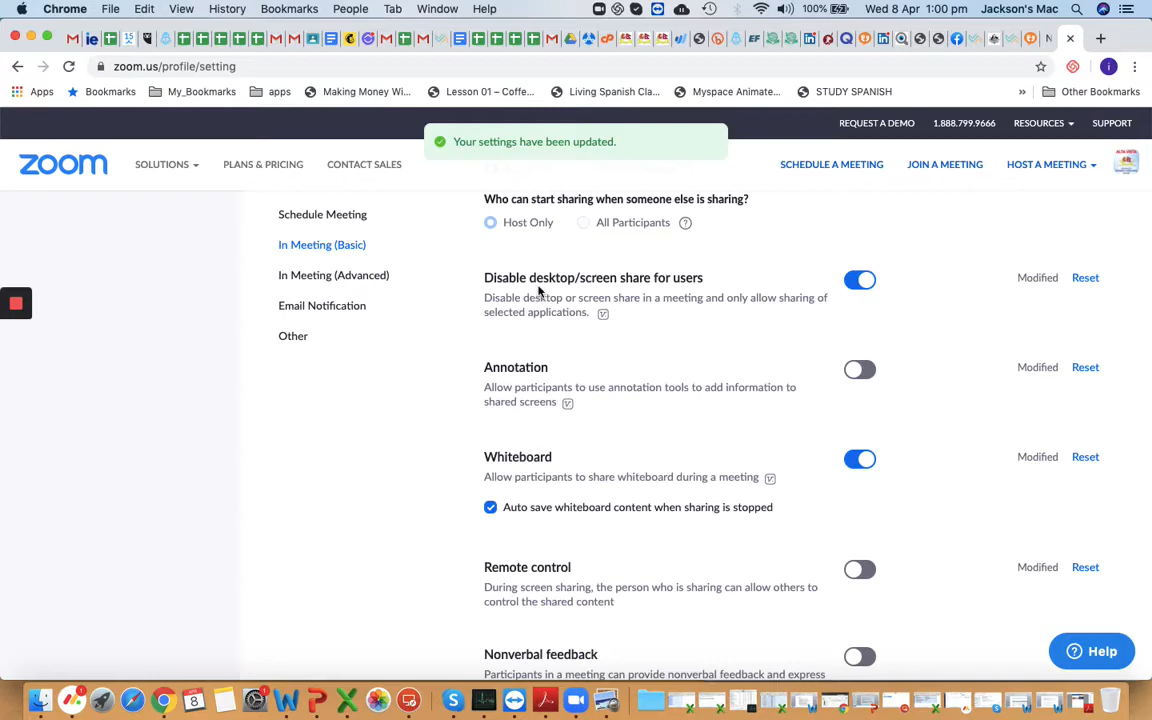 Chrome File Edit View History Bookmarks People Tab Window Help 100% Wed 8 Apr 1:00 pm Jackson's Mac
zoom.us/profile/setting
Apps Bookmarks My_Bookmarks apps Making Money Wi... Lesson 01 – Coffe... Living Spanish Cla... Myspace Animate... STUDY SPANISH » Other Bookmarks
REQUEST A DEMO 1.888.799.9666 RESOURCES SUPPORT
Your settings have been updated.
zoom SOLUTIONS PLANS & PRICING CONTACT SALES SCHEDULE A MEETING JOIN A MEETING HOST A MEETING
Schedule Meeting
In Meeting (Basic)
In Meeting (Advanced)
Email Notification
Other
Who can start sharing when someone else is sharing?
Host Only All Participants ?
Disable desktop/screen share for users Modified Reset
Disable desktop or screen share in a meeting and only allow sharing of
selected applications.
Annotation Modified Reset
Allow participants to use annotation tools to add information to
shared screens
Whiteboard Modified Reset
Allow participants to share whiteboard during a meeting
Auto save whiteboard content when sharing is stopped
Remote control Modified Reset
During screen sharing, the person who is sharing can allow others to
control the shared content
Nonverbal feedback
Participants in a meeting can provide nonverbal feedback and express
? Help